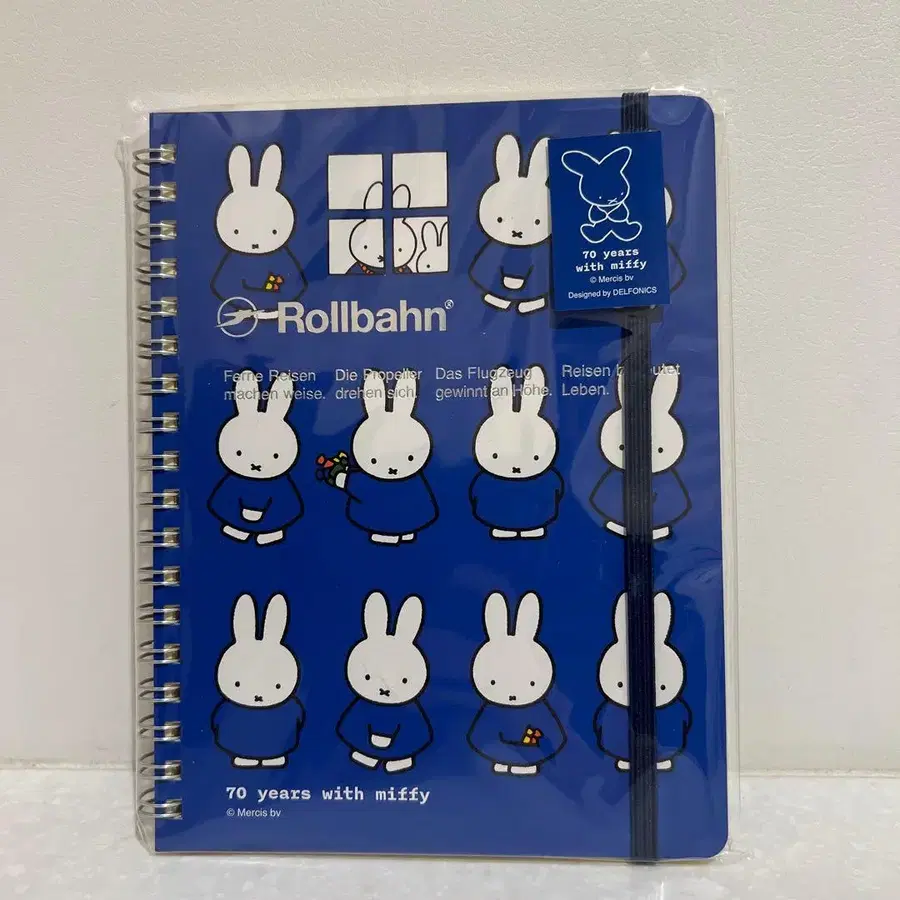 70 years
with miffy
© Mercis bv
Designed by DELFONICS
Rollbahn®
Ferne Reisen
machen weise.
Die Propeller
drehen sich.
Das Flugzeug
gewinnt an Höhe.
Reisen
Leben.
70 years with miffy
© Mercis bv